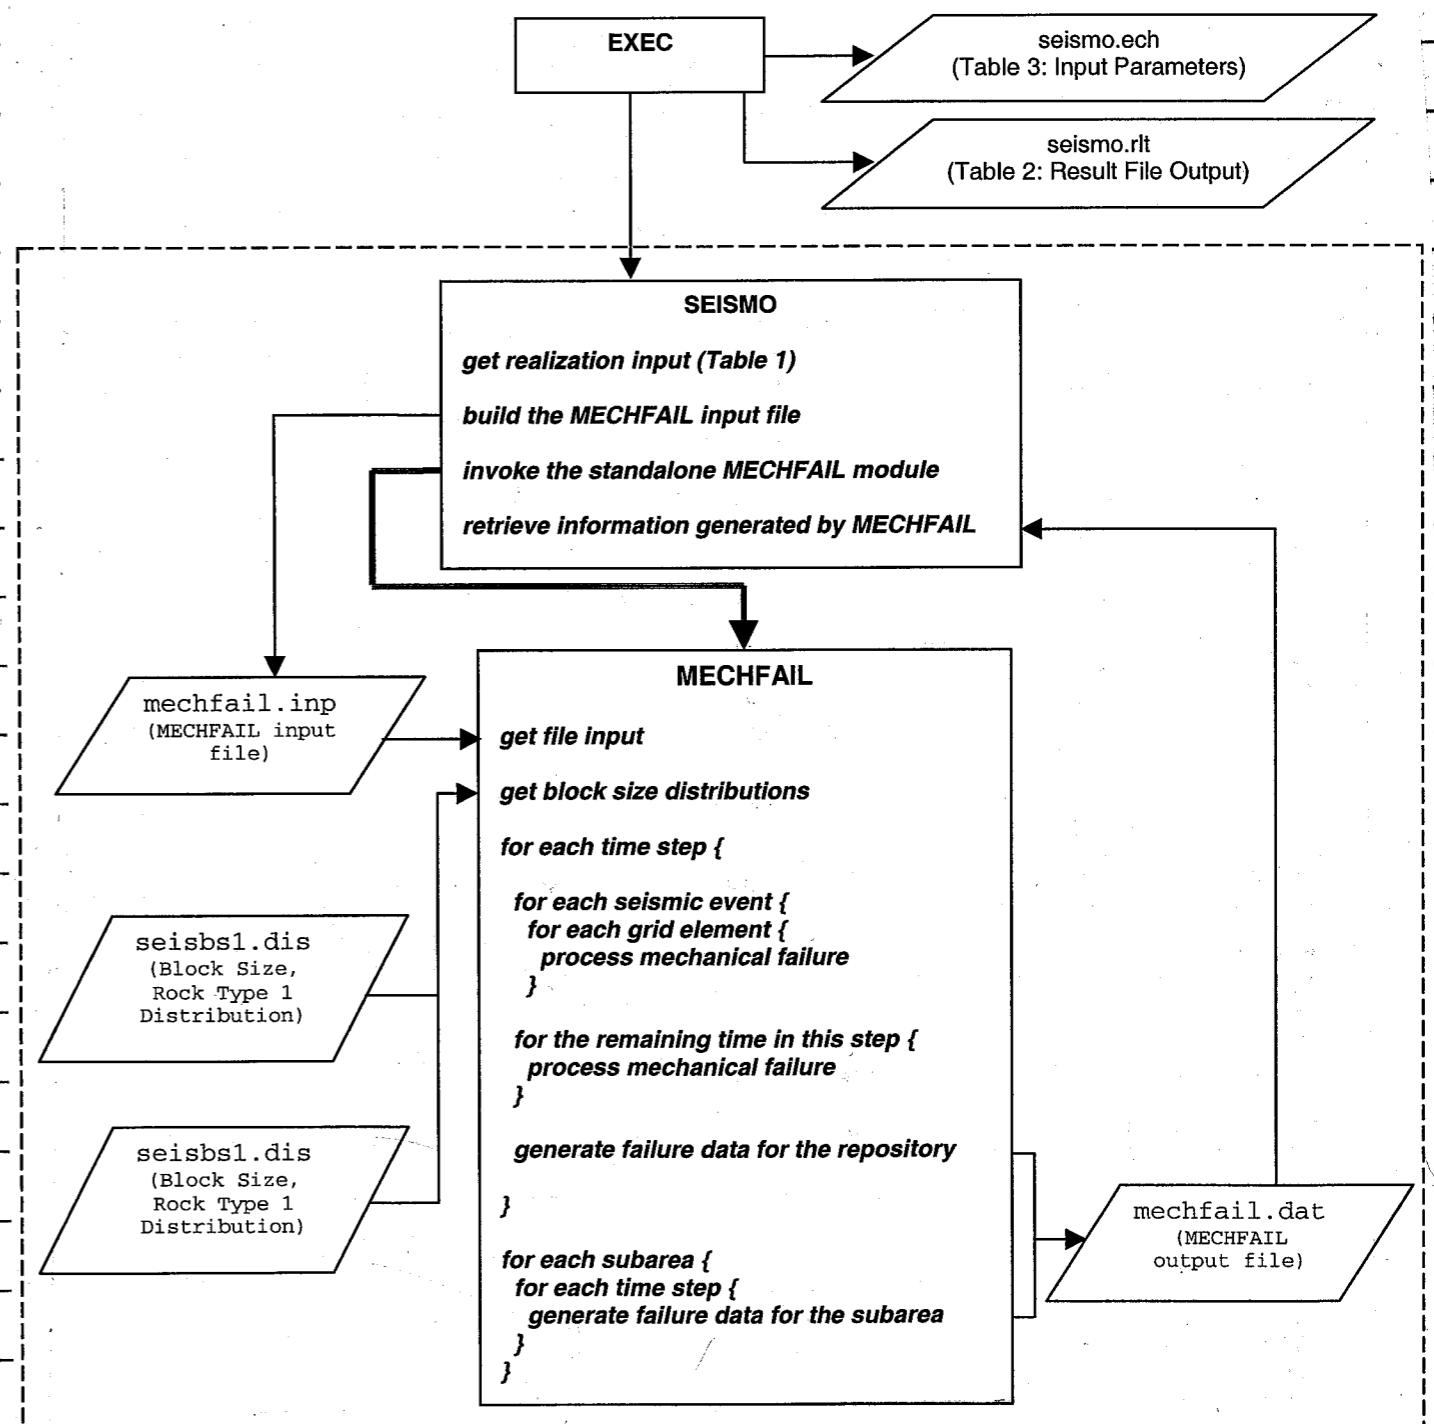 EXEC
seismo.ech
(Table 3: Input Parameters)
seismo.rlt
(Table 2: Result File Output)
SEISMO
get realization input (Table 1)
build the MECHFAIL input file
invoke the standalone MECHFAIL module
retrieve information generated by MECHFAIL
mechfail.inp
(MECHFAIL input
file)
seisbs1.dis
(Block Size,
Rock Type 1
Distribution)
seisbs1.dis
(Block Size,
Rock Type 1
Distribution)
MECHFAIL
get file input
get block size distributions
for each time step {
for each seismic event {
for each grid element {
process mechanical failure
}
for the remaining time in this step {
process mechanical failure
}
generate failure data for the repository
}
for each subarea {
for each time step {
generate failure data for the subarea
}
}
mechfail.dat
(MECHFAIL
output file)